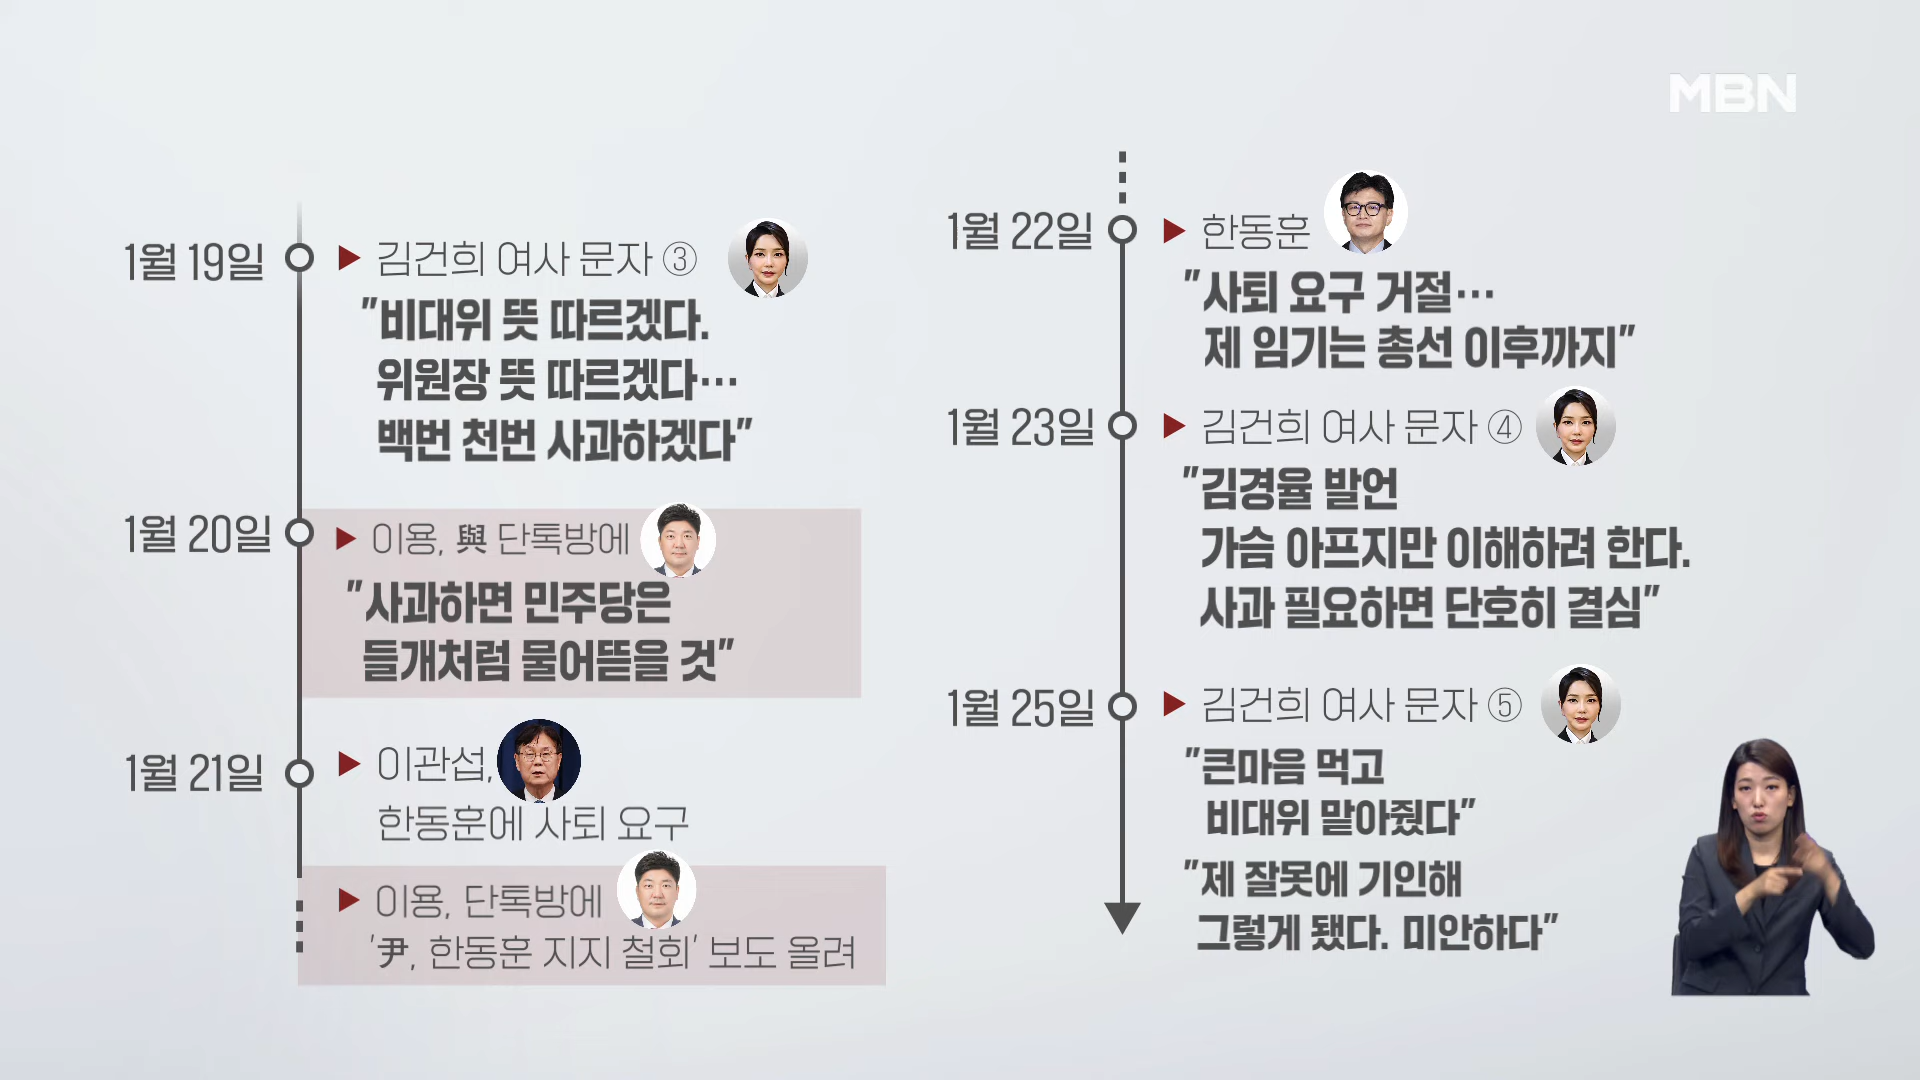 MBN
1월 19일
▶ 김건희 여사 문자 ③
"비대위 뜻 따르겠다.
위원장 뜻 따르겠다…
백번 천번 사과하겠다"
1월 20일
▶ 이용, 與 단톡방에
"사과하면 민주당은
들개처럼 물어뜯을 것"
1월 21일
▶ 이관섭,
한동훈에 사퇴 요구
▶ 이용, 단톡방에
'尹, 한동훈 지지 철회' 보도 올려
1월 22일
▶ 한동훈
"사퇴 요구 거절…
제 임기는 총선 이후까지"
1월 23일
▶ 김건희 여사 문자 ④
"김경율 발언
가슴 아프지만 이해하려 한다.
사과 필요하면 단호히 결심"
1월 25일
▶ 김건희 여사 문자 ⑤
"큰마음 먹고
비대위 맡아줬다"
"제 잘못에 기인해
그렇게 됐다. 미안하다"